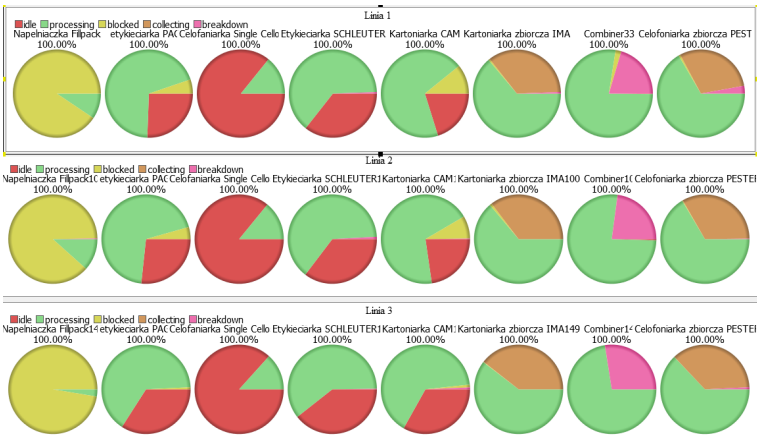 Linia 1
idle processing blocked collecting breakdown
Napelniaczka Filpack etykieciarka PAC Celofaniarka Single Cello Etykieciarka SCHLEUTER Kartoniarka CAM Kartoniarka zbiorcza IMA Combiner33 Celofoniarka zbiorcza PEST
100.00% 100.00% 100.00% 100.00% 100.00% 100.00% 100.00% 100.00%
Linia 2
idle processing blocked collecting breakdown
Napelniaczka Filpack1 etykieciarka PAC Celofaniarka Single Cello Etykieciarka SCHLEUTER1 Kartoniarka CAM Kartoniarka zbiorcza IMA100 Combiner1 Celofoniarka zbiorcza PESTE
100.00% 100.00% 100.00% 100.00% 100.00% 100.00% 100.00% 100.00%
Linia 3
idle processing blocked collecting breakdown
Napelniaczka Filpack14 etykieciarka PAC Celofaniarka Single Cello Etykieciarka SCHLEUTER1 Kartoniarka CAM Kartoniarka zbiorcza IMA149 Combiner14 Celofoniarka zbiorcza PESTE
100.00% 100.00% 100.00% 100.00% 100.00% 100.00% 100.00% 100.00%